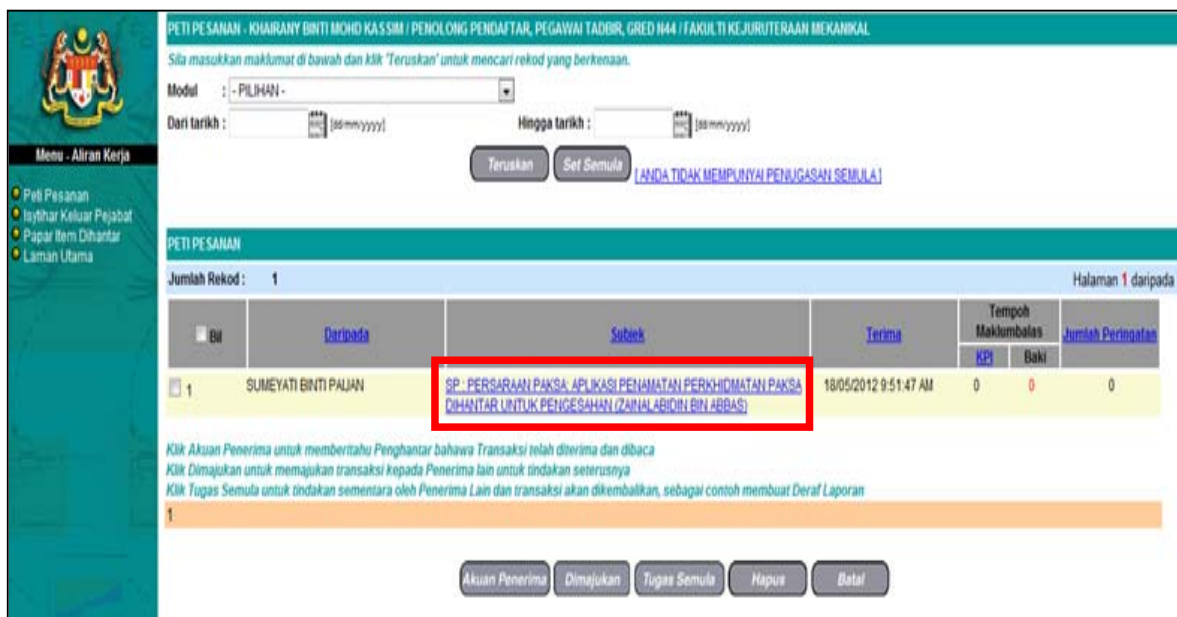 PETI PESANAN - KHAIRANY BINTI MOHD KASSIM / PENOLONG PENDAFTAR, PEGAWAI TADBIR, GRED N44 / FAKULTI KEJURUTERAAN MEKANIKAL
Sila masukkan maklumat di bawah dan klik 'Teruskan' untuk mencari rekod yang berkenaan.
Modul : - PILIHAN -
Dari tarikh : [dd/mm/yyyy] Hingga tarikh : [dd/mm/yyyy]
Teruskan Set Semula [ ANDA TIDAK MEMPUNYAI PENUGASAN SEMULA ]
Menu - Aliran Kerja
Peti Pesanan
Isytihar Keluar Pejabat
Papar Item Dihantar
Laman Utama
PETI PESANAN
Jumlah Rekod : 1 Halaman 1 daripada
Bil Daripada Subjek Terima Tempoh Maklumbalas Jumlah Peringatan
KPI Baki
1 SUMEYATI BINTI PAIJAN SP : PERSARAAN PAKSA: APLIKASI PENAMATAN PERKHIDMATAN PAKSA 18/05/2012 9:51:47 AM 0 0 0
DIHANTAR UNTUK PENGESAHAN (ZAINALABIDIN BIN ABBAS)
Klik Akuan Penerima untuk memberitahu Penghantar bahawa Transaksi telah diterima dan dibaca
Klik Dimajukan untuk memajukan transaksi kepada Penerima lain untuk tindakan seterusnya
Klik Tugas Semula untuk tindakan sementara oleh Penerima Lain dan transaksi akan dikembalikan, sebagai contoh membuat Deraf Laporan
1
Akuan Penerima Dimajukan Tugas Semula Hapus Batal